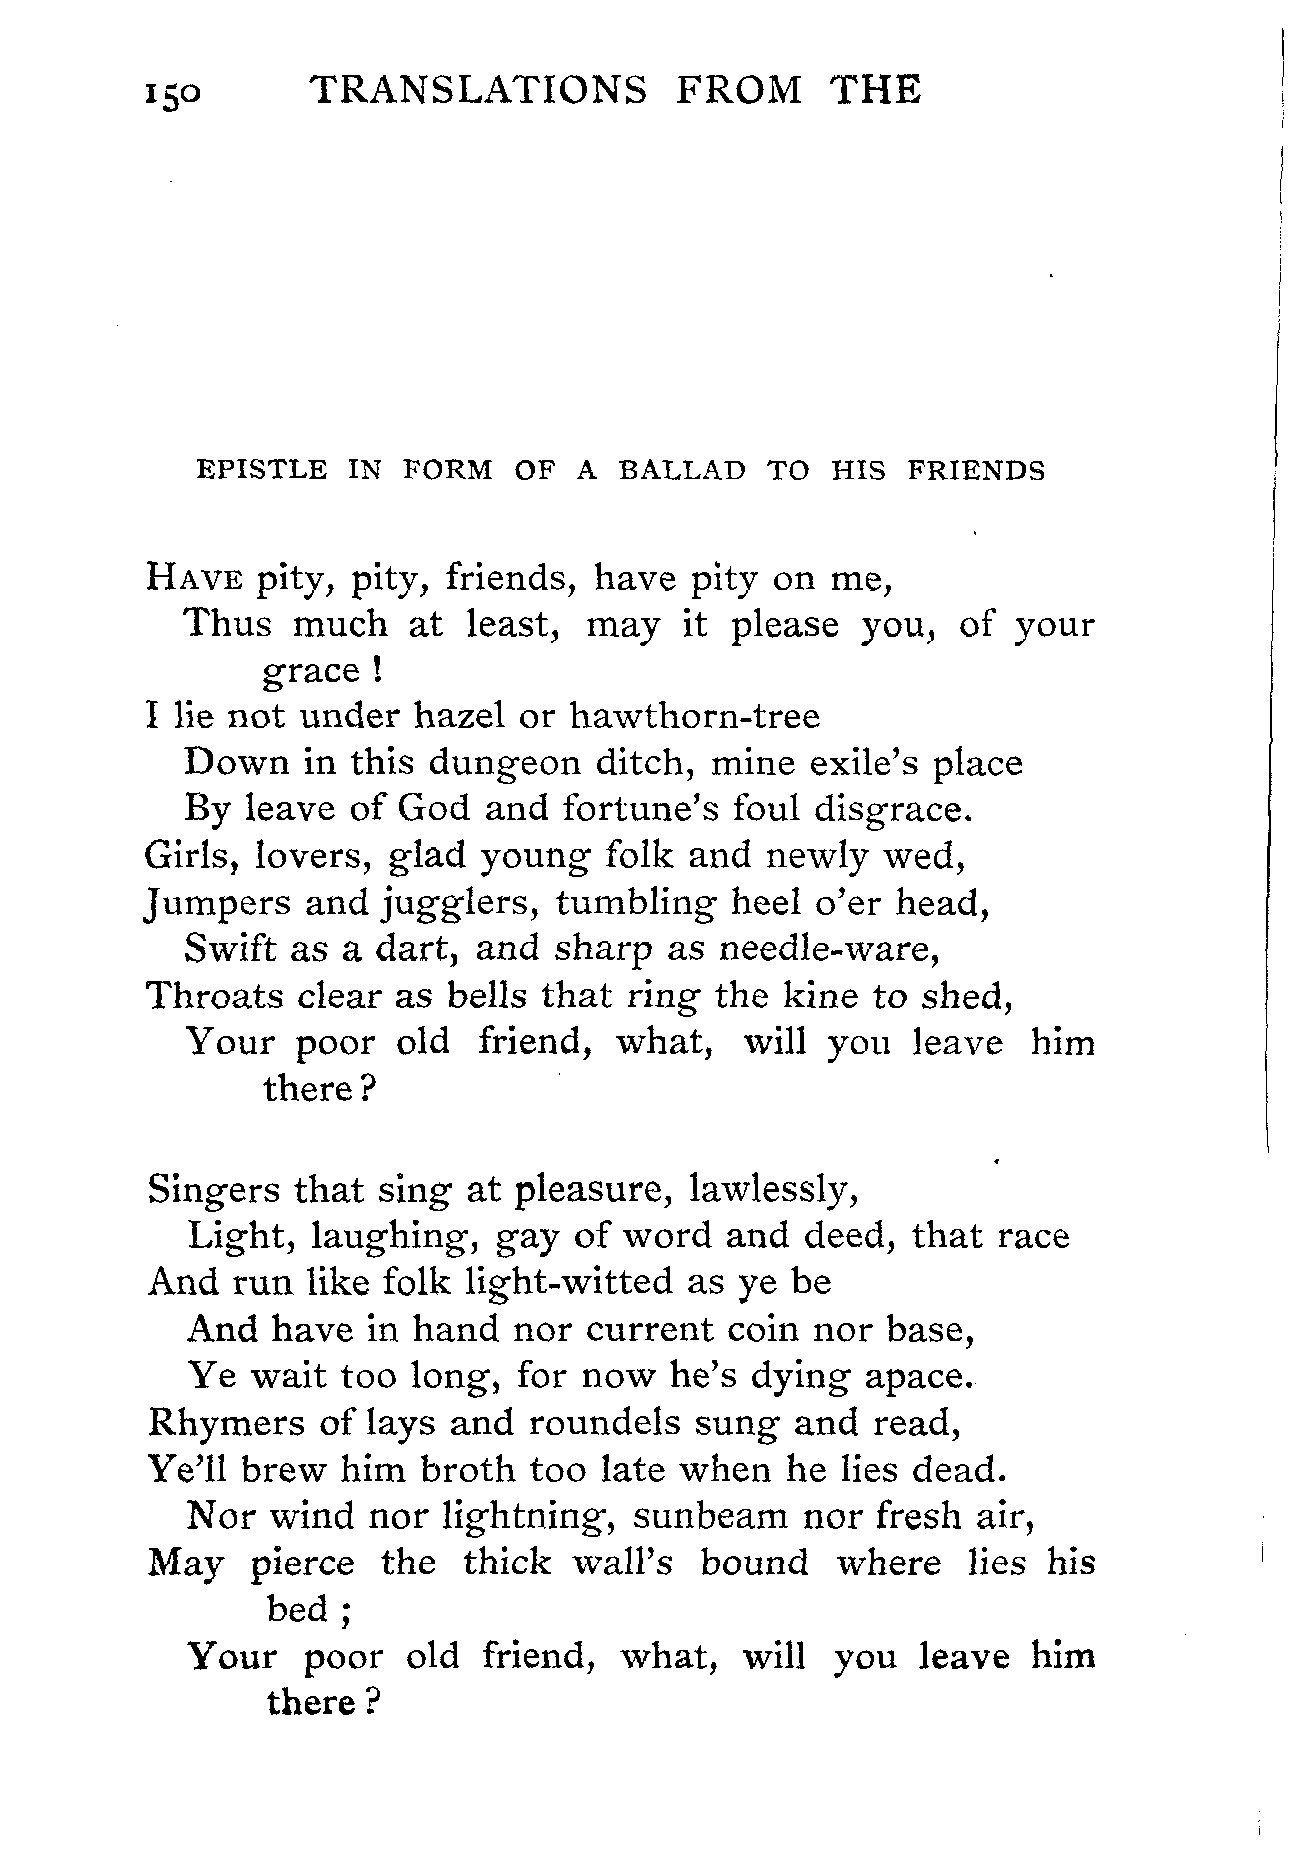 150 TRANSLATIONS FROM THE
EPISTLE IN FORM OF A BALLAD TO HIS FRIENDS
HAVE pity, pity, friends, have pity on me,
Thus much at least, may it please you, of your
grace !
I lie not under hazel or hawthorn-tree
Down in this dungeon ditch, mine exile's place
By leave of God and fortune's foul disgrace.
Girls, lovers, glad young folk and newly wed,
Jumpers and jugglers, tumbling heel o'er head,
Swift as a dart, and sharp as needle-ware,
Throats clear as bells that ring the kine to shed,
Your poor old friend, what, will you leave him
there ?
Singers that sing at pleasure, lawlessly,
Light, laughing, gay of word and deed, that race
And run like folk light-witted as ye be
And have in hand nor current coin nor base,
Ye wait too long, for now he's dying apace.
Rhymers of lays and roundels sung and read,
Ye'll brew him broth too late when he lies dead.
Nor wind nor lightning, sunbeam nor fresh air,
May pierce the thick wall's bound where lies his
bed ;
Your poor old friend, what, will you leave him
there ?